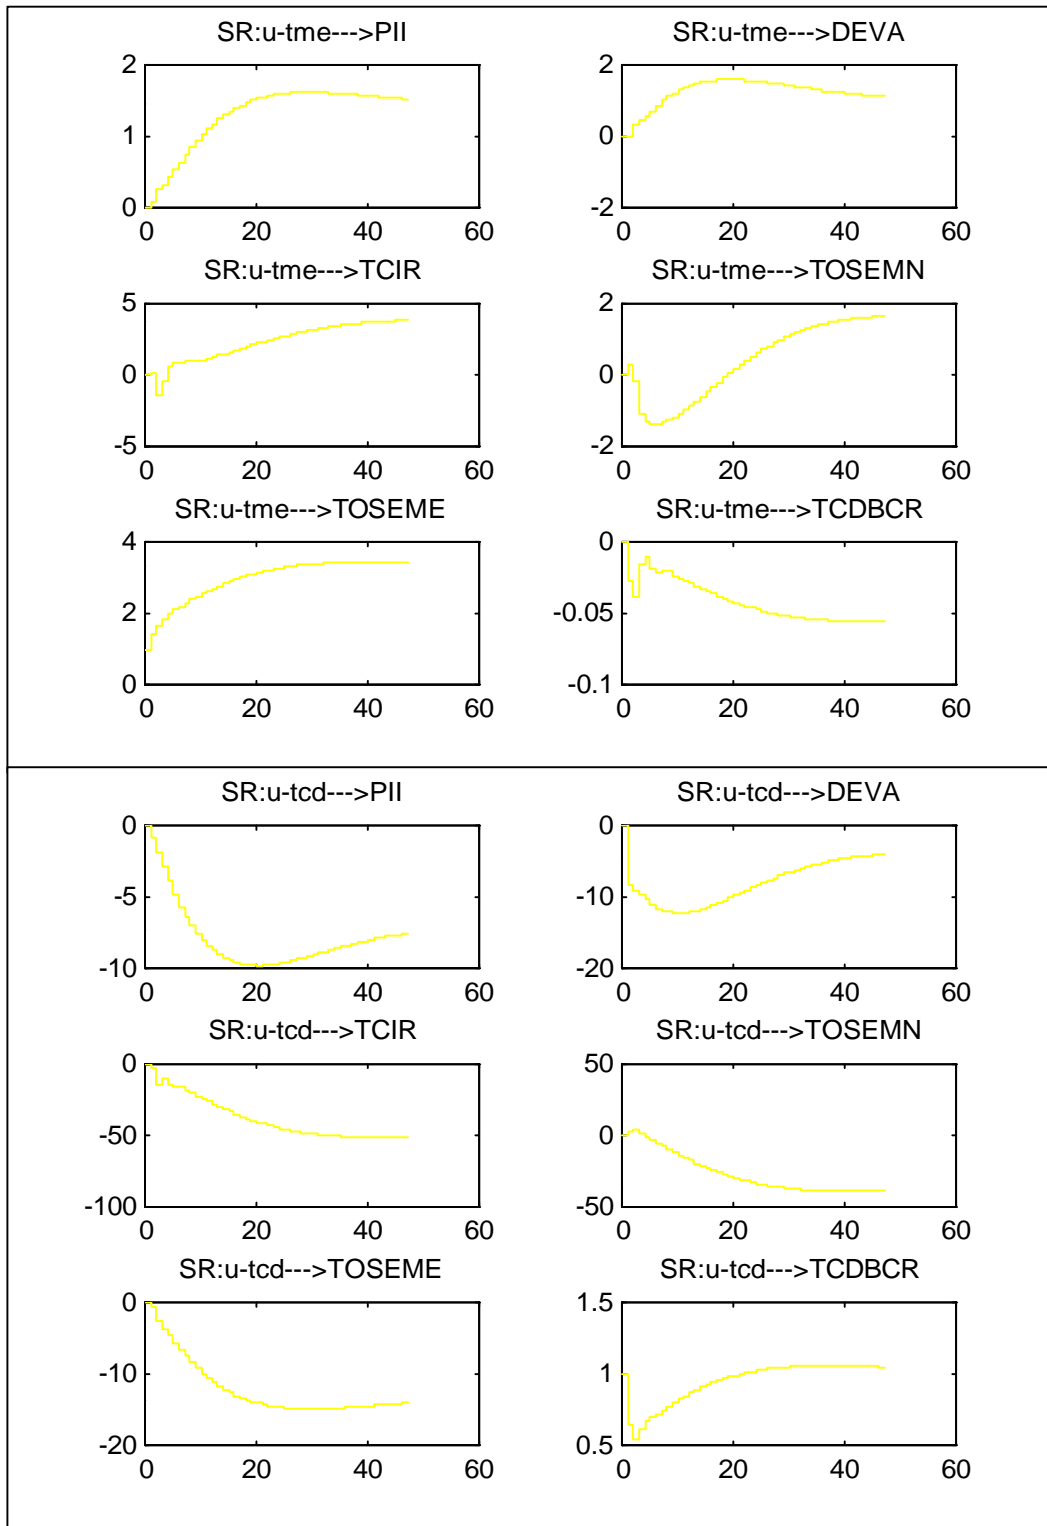 SR:u-tme--->PII
SR:u-tme--->DEVA
2
1
0
0 20 40 60
2
0
-2
0 20 40 60
SR:u-tme--->TCIR
SR:u-tme--->TOSEMN
5
0
-5
0 20 40 60
2
0
-2
0 20 40 60
SR:u-tme--->TOSEME
SR:u-tme--->TCDBCR
4
2
0
0 20 40 60
0
-0.05
-0.1
0 20 40 60
SR:u-tcd--->PII
SR:u-tcd--->DEVA
0
-5
-10
0 20 40 60
0
-10
-20
0 20 40 60
SR:u-tcd--->TCIR
SR:u-tcd--->TOSEMN
0
-50
-100
0 20 40 60
50
0
-50
0 20 40 60
SR:u-tcd--->TOSEME
SR:u-tcd--->TCDBCR
0
-10
-20
0 20 40 60
1.5
1
0.5
0 20 40 60